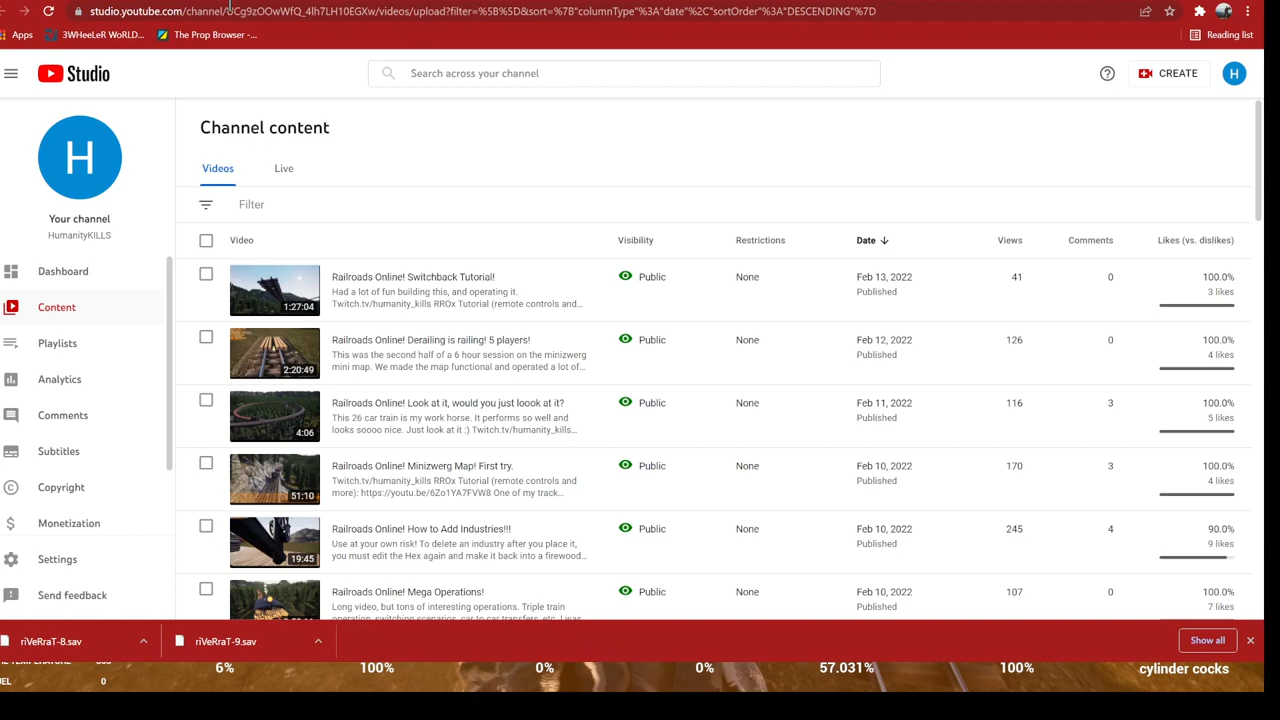 studio.youtube.com/channel/UCg9zOOwWfQ_4lh7LH10EGXw/videos/upload?filter=%5B%5D&sort=%7B"columnType"%3A"date"%2C"sortOrder"%3A"DESCENDING"%7D
Apps 3WHeeLeR WoRLD... The Prop Browser -... Reading list
Studio Search across your channel CREATE H
H
Your channel
HumanityKILLS
Dashboard
Content
Playlists
Analytics
Comments
Subtitles
Copyright
Monetization
Settings
Send feedback
Channel content
Videos Live
Filter
Video Visibility Restrictions Date Views Comments Likes (vs. dislikes)
Railroads Online! Switchback Tutorial! Public None Feb 13, 2022 41 0 100.0%
Had a lot of fun building this, and operating it. Published 3 likes
Twitch.tv/humanity_kills RROx Tutorial (remote controls and...
1:27:04
Railroads Online! Derailing is railing! 5 players! Public None Feb 12, 2022 126 0 100.0%
This was the second half of a 6 hour session on the minizwerg Published 4 likes
mini map. We made the map functional and operated a lot of...
2:20:49
Railroads Online! Look at it, would you just loook at it? Public None Feb 11, 2022 116 3 100.0%
This 26 car train is my work horse. It performs so well and Published 5 likes
looks soooo nice. Just look at it :) Twitch.tv/humanity_kills...
4:06
Railroads Online! Minizwerg Map! First try. Public None Feb 10, 2022 170 3 100.0%
Twitch.tv/humanity_kills RROx Tutorial (remote controls and Published 4 likes
more): https://youtu.be/6Zo1YA7FVW8 One of my track...
51:10
Railroads Online! How to Add Industries!!! Public None Feb 10, 2022 245 4 90.0%
Use at your own risk! To delete an industry after you place it, Published 9 likes
you must edit the Hex again and make it back into a firewood...
19:45
Railroads Online! Mega Operations! Public None Feb 10, 2022 107 0 100.0%
Long video, but tons of interesting operations. Triple train Published 7 likes
operation, switching scenarios, car to car transfers, etc. I was
riVeRraT-8.sav riVeRraT-9.sav Show all
6% 100% 0% 0% 57.031% 100% cylinder cocks
0